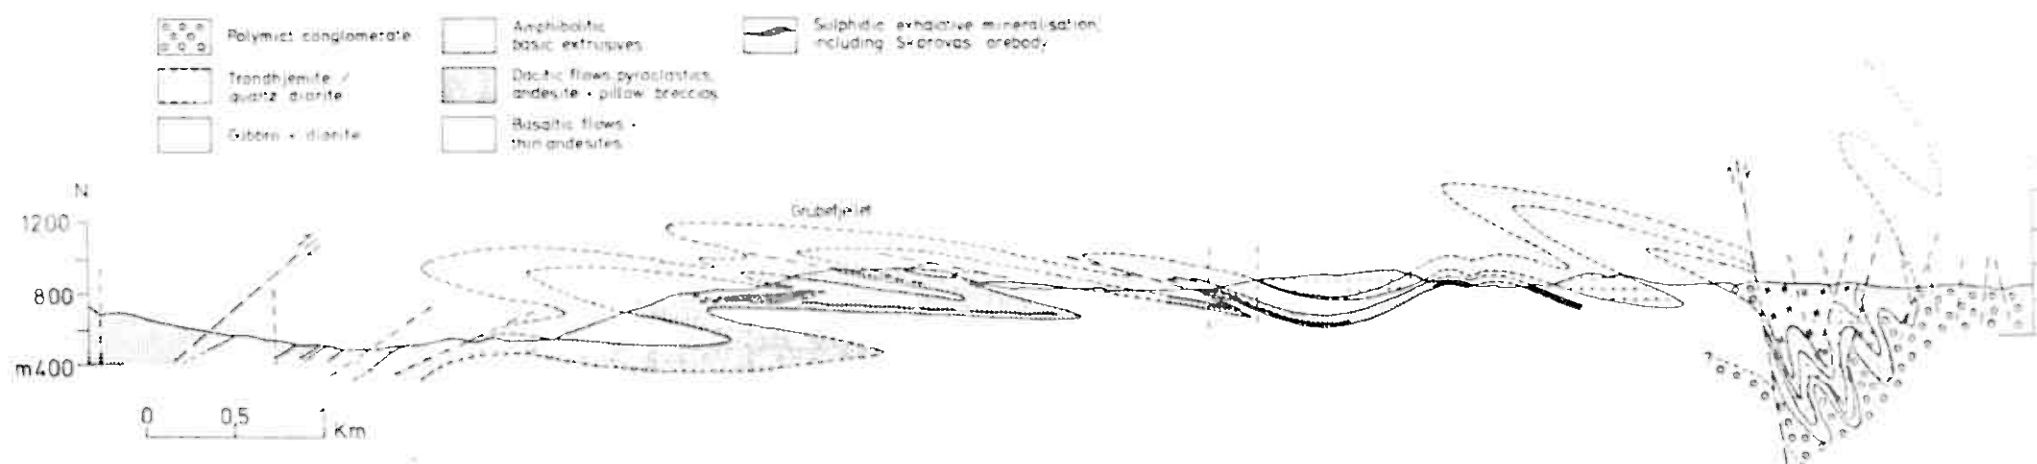 Polymict conglomerate
Trondhjemite /
quartz diorite
Gabbro + diorite
Amphibolitic
basic extrusives
Dacitic flows, pyroclastics,
andesite + pillow breccias
Basaltic flows +
thin andesites
Sulphidic exhalative mineralisation,
including Skorovas orebody
N
1200
800
m400
Grubefjellet
0 0,5 Km